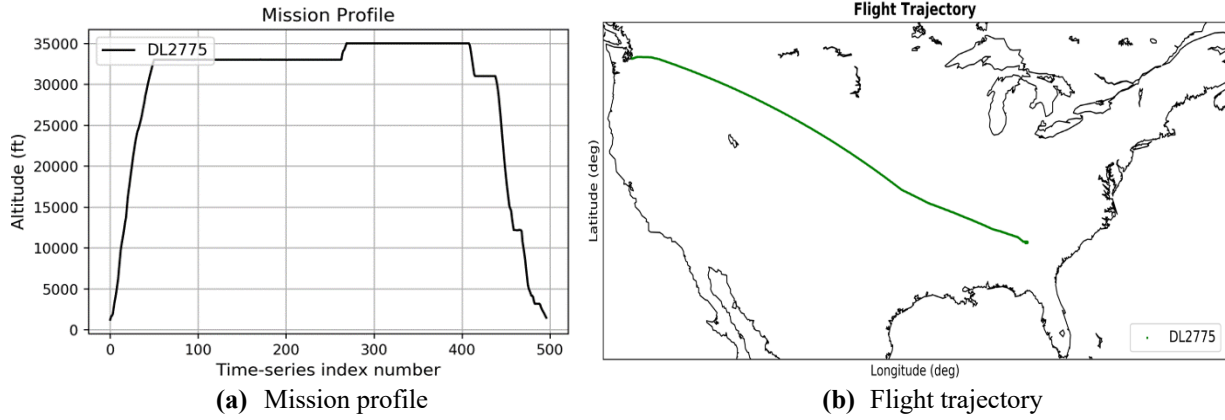 Mission Profile
DL2775
35000
30000
25000
20000
15000
10000
5000
0
Altitude (ft)
0 100 200 300 400 500
Time-series index number
(a) Mission profile
Flight Trajectory
Latitude (deg)
DL2775
Longitude (deg)
(b) Flight trajectory